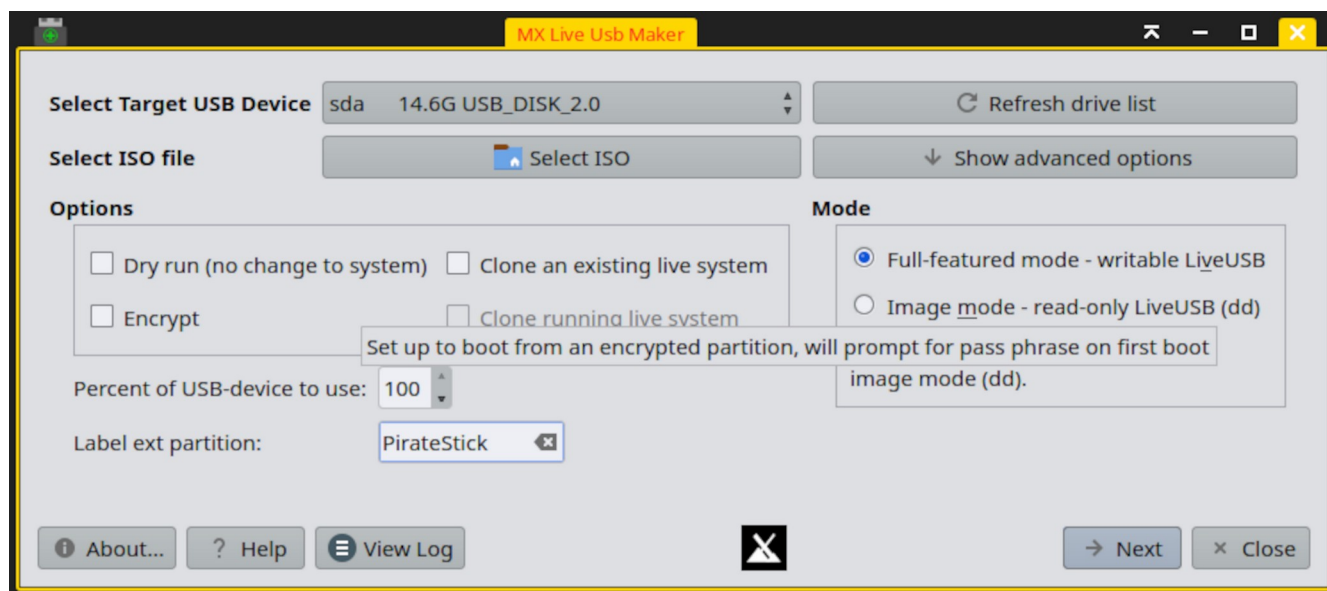 MX Live Usb Maker
Select Target USB Device sda 14.6G USB_DISK_2.0 Refresh drive list
Select ISO file Select ISO Show advanced options
Options Mode
Dry run (no change to system) Clone an existing live system Full-featured mode - writable LiveUSB
Encrypt Clone running live system Image mode - read-only LiveUSB (dd)
Set up to boot from an encrypted partition, will prompt for pass phrase on first boot
Percent of USB-device to use: 100 image mode (dd).
Label ext partition: PirateStick
About... ? Help View Log Next Close